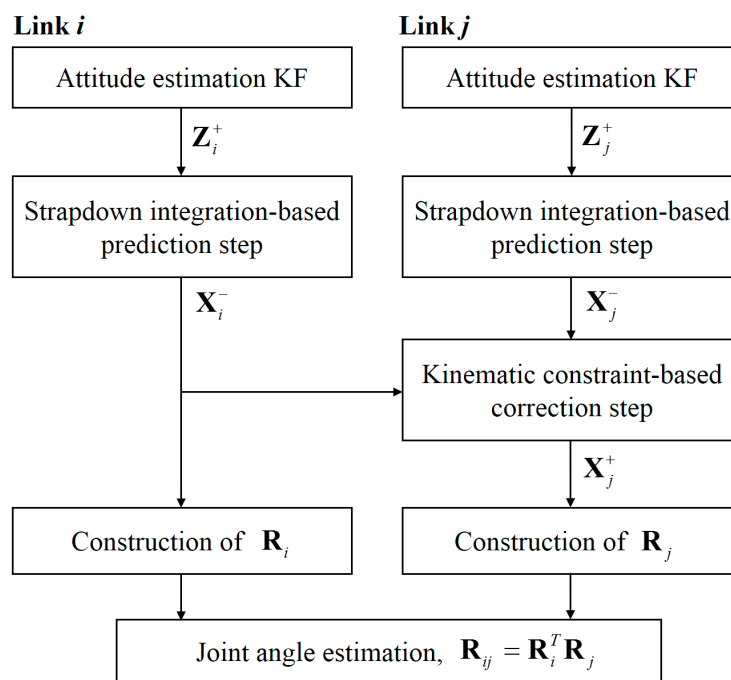 Link i Link j
Attitude estimation KF Attitude estimation KF
Z_i^+ Z_j^+
Strapdown integration-based Strapdown integration-based
prediction step prediction step
X_i^- X_j^-
Kinematic constraint-based
correction step
X_j^+
Construction of R_i Construction of R_j
Joint angle estimation, R_ij = R_i^T R_j